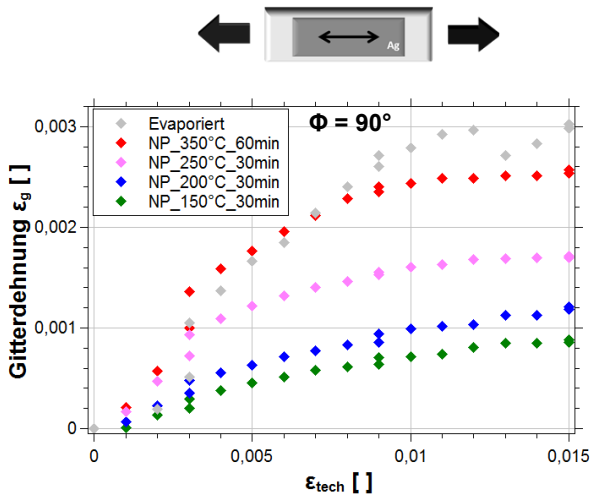 Ag
Φ = 90°
Evaporiert
NP_350°C_60min
NP_250°C_30min
NP_200°C_30min
NP_150°C_30min
0,003
0,002
0,001
0
Gitterdehnung εg [ ]
0
0,005
0,01
0,015
εtech [ ]